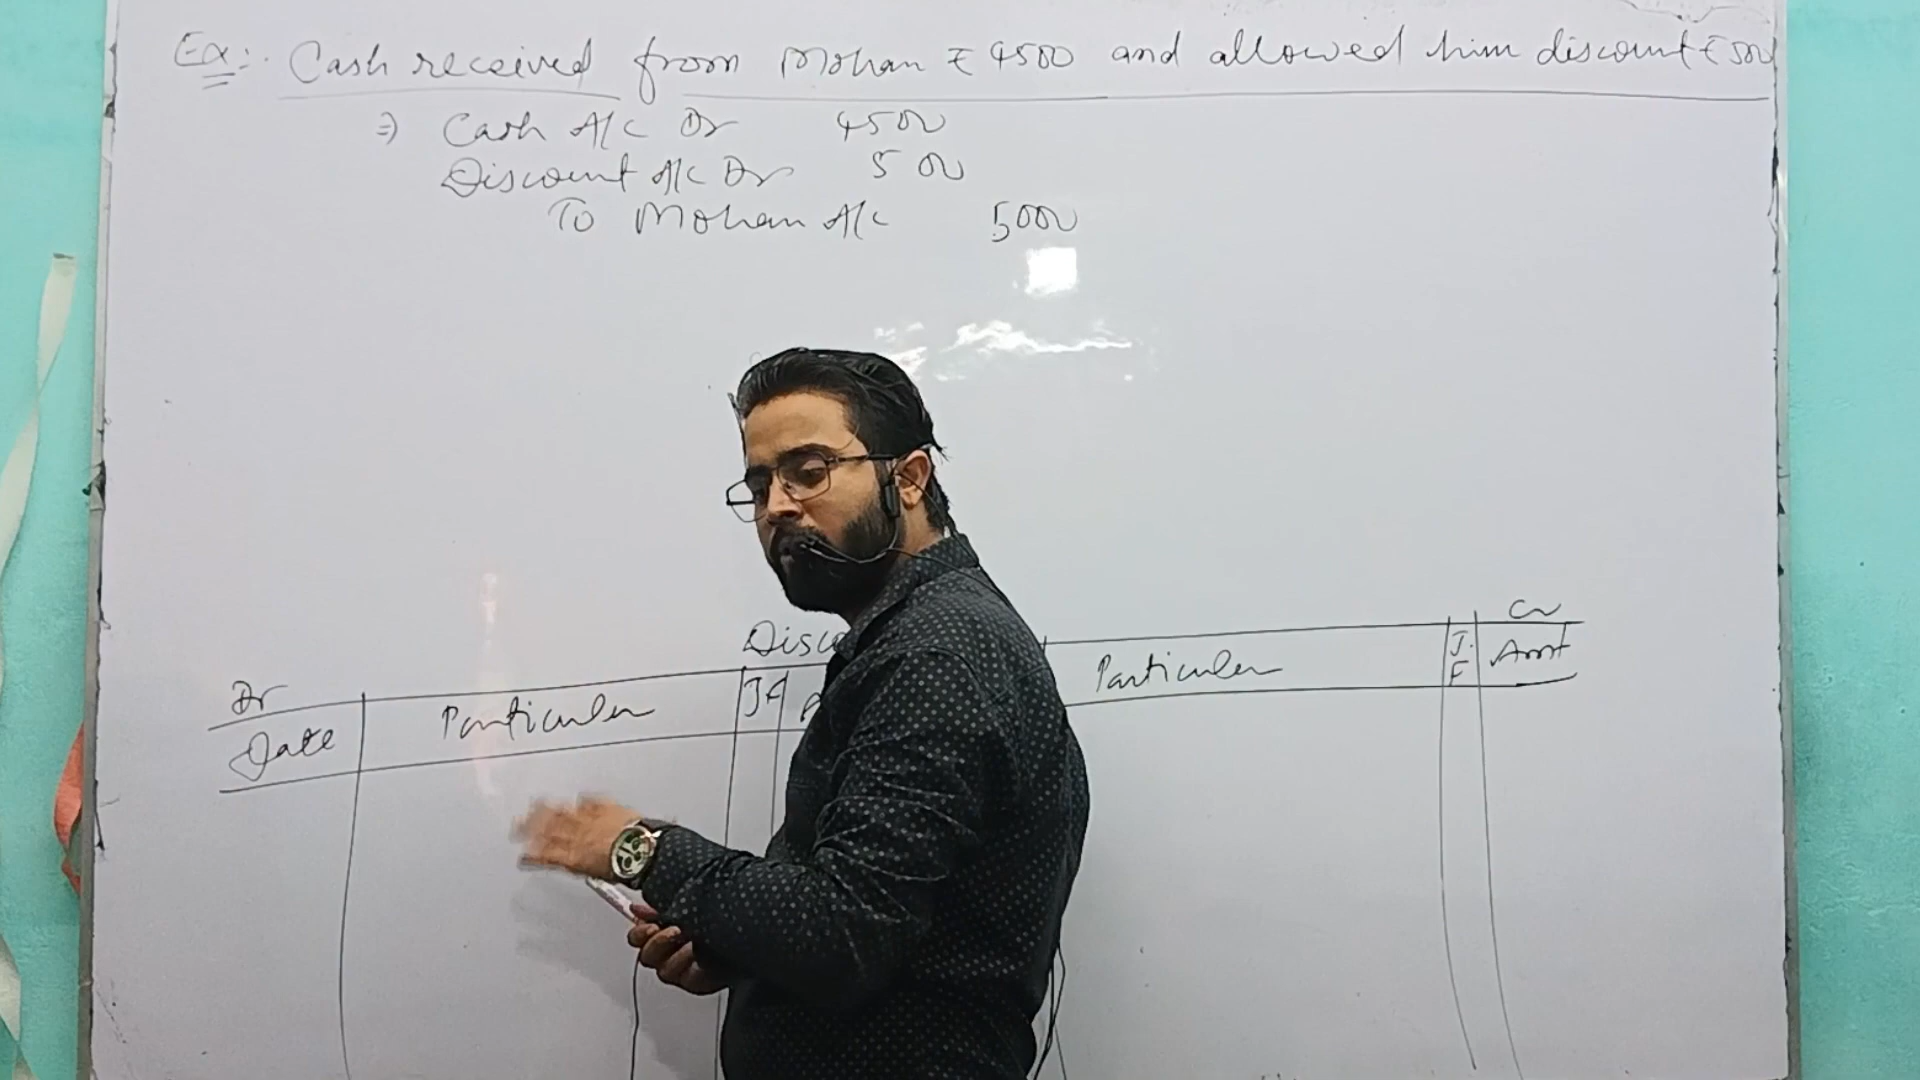 Ex:- Cash received from Mohan ₹ 4500 and allowed him discount ₹ 500
⇒ Cash A/c Dr 4500
Discount A/c Dr 500
To Mohan A/c 5000
Dr Cr
Date Particular JF Particular J.F Amt